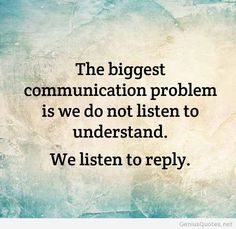 The biggest
communication problem
is we do not listen to
understand.
We listen to reply.
GeniusQuotes.net